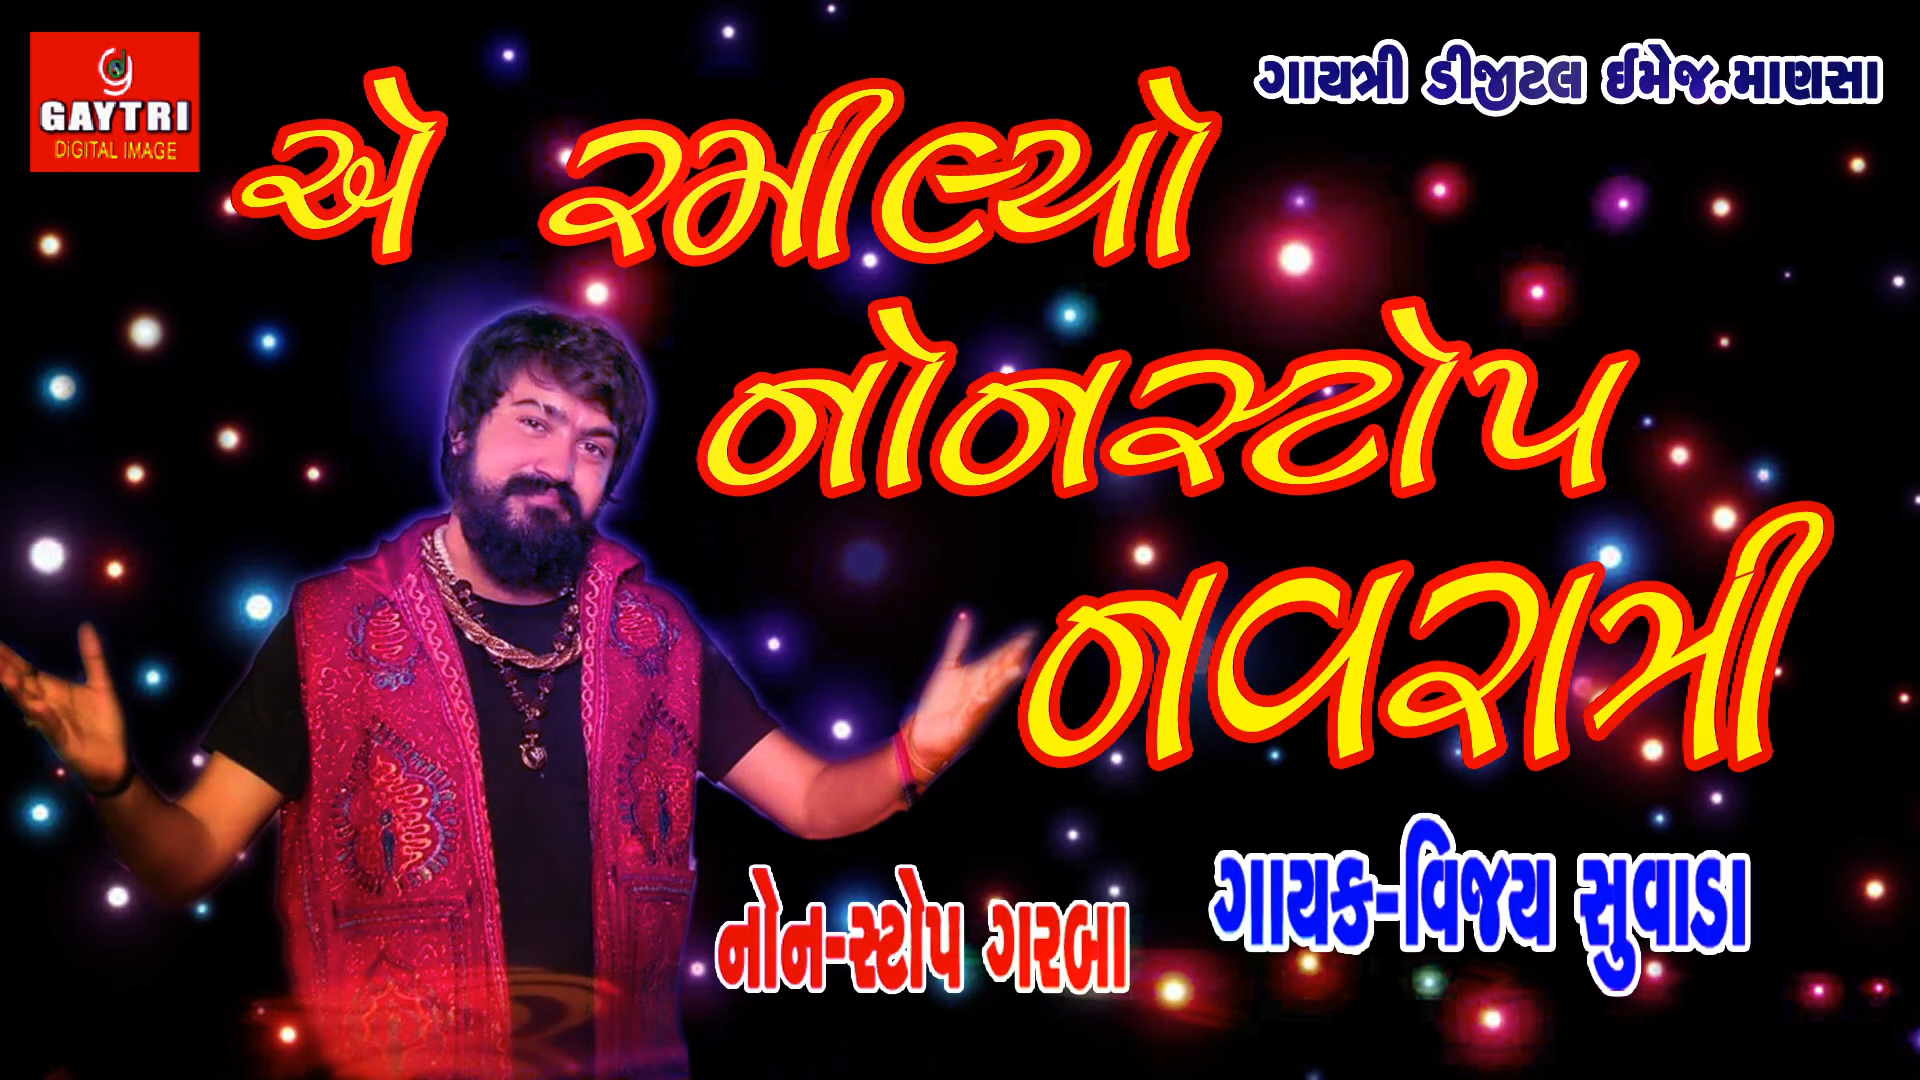 GAYTRI
DiGITAL IMAGE
ગાયત્રી ડીજીટલ ઈમેજ.માણસા
એ રમીલ્યો
નોનસ્ટોપ
નવરાત્રી
નોન-સ્ટોપ ગરબા
ગાયક-વિજય સુવાડા